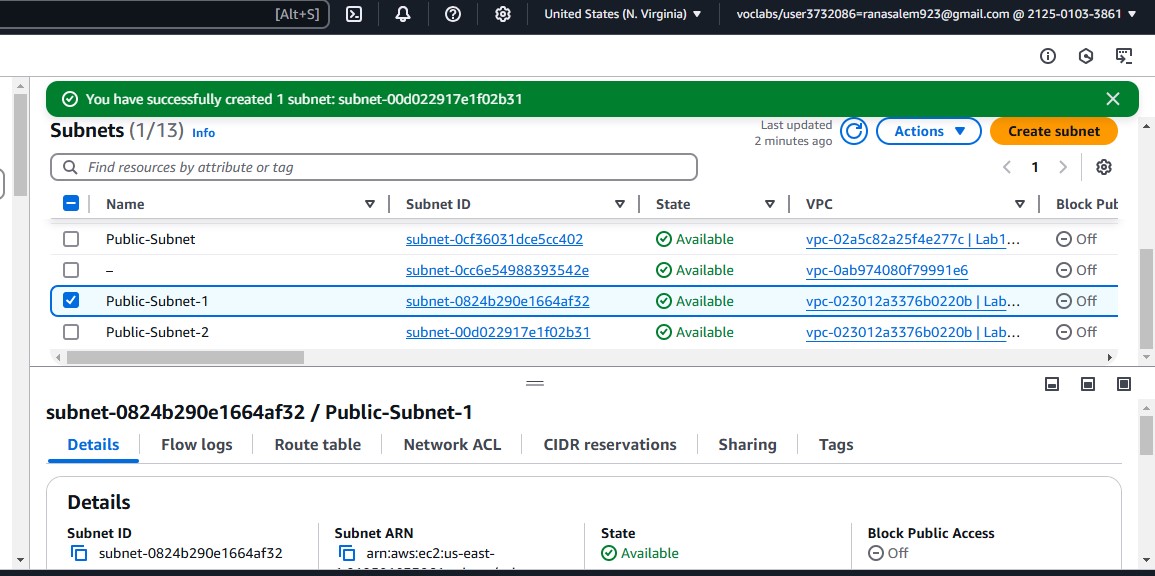 [Alt+S] United States (N. Virginia) voclabs/user3732086=ranasalem923@gmail.com @ 2125-0103-3861
You have successfully created 1 subnet: subnet-00d022917e1f02b31
Subnets (1/13) Info
Last updated
2 minutes ago
Actions
Create subnet
Find resources by attribute or tag
1
Name Subnet ID State VPC Block Pub
Public-Subnet subnet-0cf36031dce5cc402 Available vpc-02a5c82a25f4e277c | Lab1... Off
– subnet-0cc6e54988393542e Available vpc-0ab974080f79991e6 Off
Public-Subnet-1 subnet-0824b290e1664af32 Available vpc-023012a3376b0220b | Lab... Off
Public-Subnet-2 subnet-00d022917e1f02b31 Available vpc-023012a3376b0220b | Lab... Off
subnet-0824b290e1664af32 / Public-Subnet-1
Details Flow logs Route table Network ACL CIDR reservations Sharing Tags
Details
Subnet ID Subnet ARN State Block Public Access
subnet-0824b290e1664af32 arn:aws:ec2:us-east- Available Off